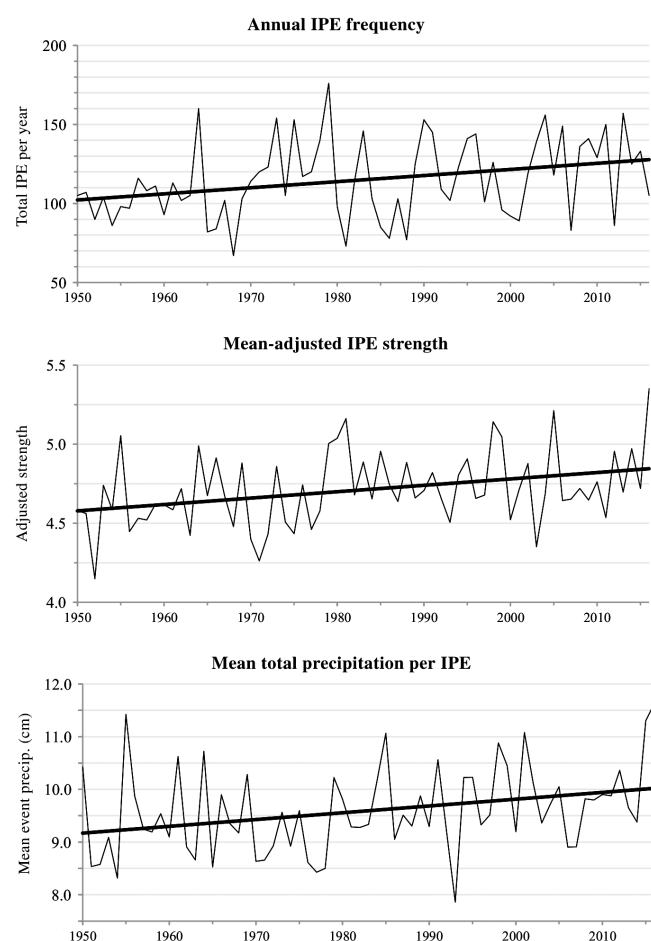 Annual IPE frequency
200
150
100
50
Total IPE per year
1950 1960 1970 1980 1990 2000 2010
Mean-adjusted IPE strength
5.5
5.0
4.5
4.0
Adjusted strength
1950 1960 1970 1980 1990 2000 2010
Mean total precipitation per IPE
12.0
11.0
10.0
9.0
8.0
Mean event precip. (cm)
1950 1960 1970 1980 1990 2000 2010